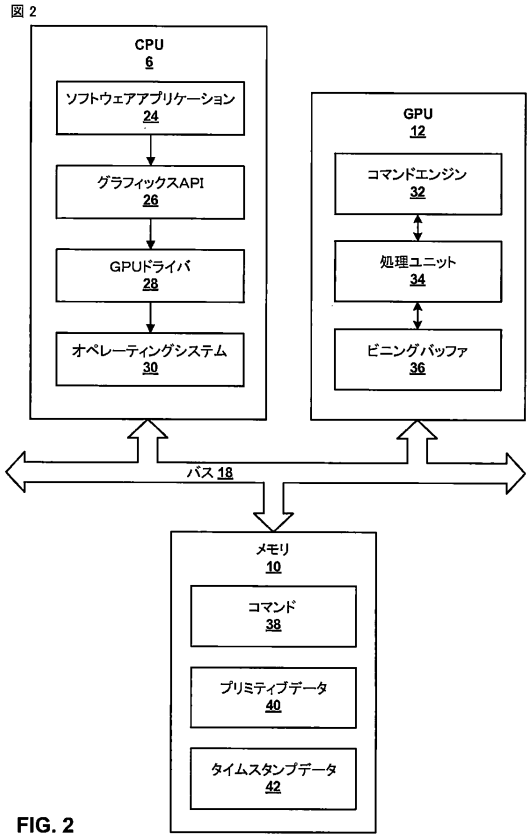 図 2
CPU
6
ソフトウェアアプリケーション
24
グラフィックスAPI
26
GPUドライバ
28
オペレーティングシステム
30
GPU
12
コマンドエンジン
32
処理ユニット
34
ビニングバッファ
36
バス 18
メモリ
10
コマンド
38
プリミティブデータ
40
タイムスタンプデータ
42
FIG. 2